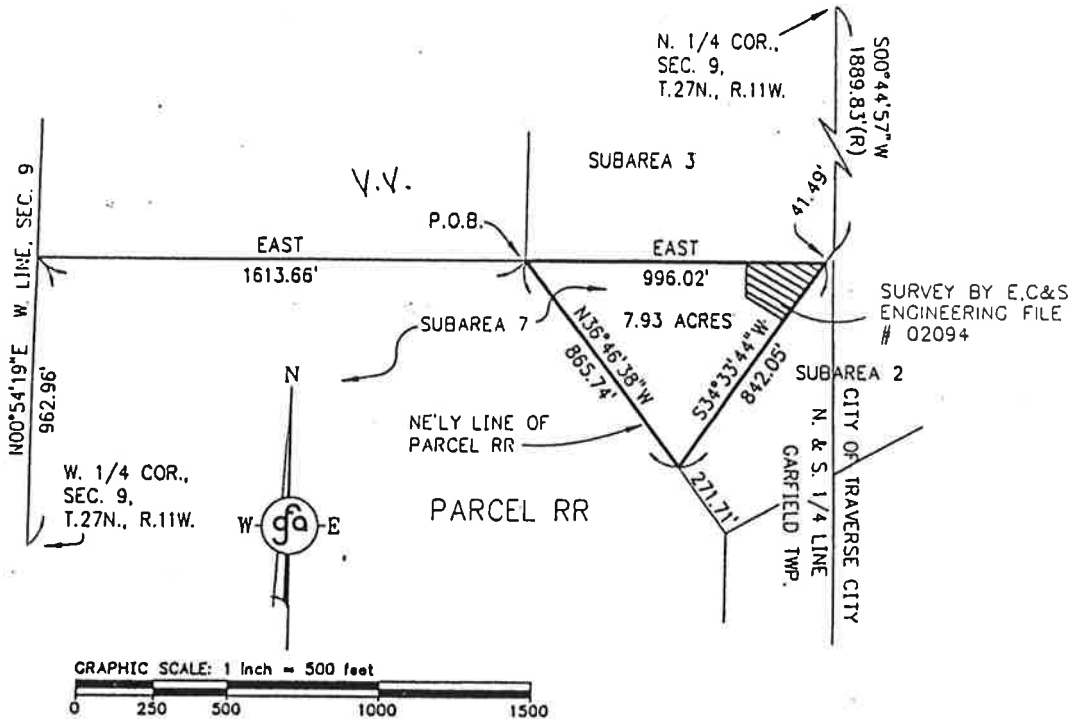 N. 1/4 COR.,
SEC. 9,
T.27N., R.11W.
S00°44'57"W
1889.83'(R)
SUBAREA 3
V.V.
41.49'
P.O.B.
N00°54'19"E W. LINE, SEC. 9
962.96'
EAST
1613.66'
EAST
996.02'
SURVEY BY E,C&S
ENGINEERING FILE
# 02094
SUBAREA 7
7.93 ACRES
N36°46'38"W
865.74'
S34°33'44"W
842.05'
SUBAREA 2
N
NE'LY LINE OF
PARCEL RR
CITY OF TRAVERSE CITY
N. & S. 1/4 LINE
GARFIELD TWP.
W. 1/4 COR.,
SEC. 9,
T.27N., R.11W.
271.71'
W gfa E
PARCEL RR
GRAPHIC SCALE: 1 inch = 500 feet
0 250 500 1000 1500